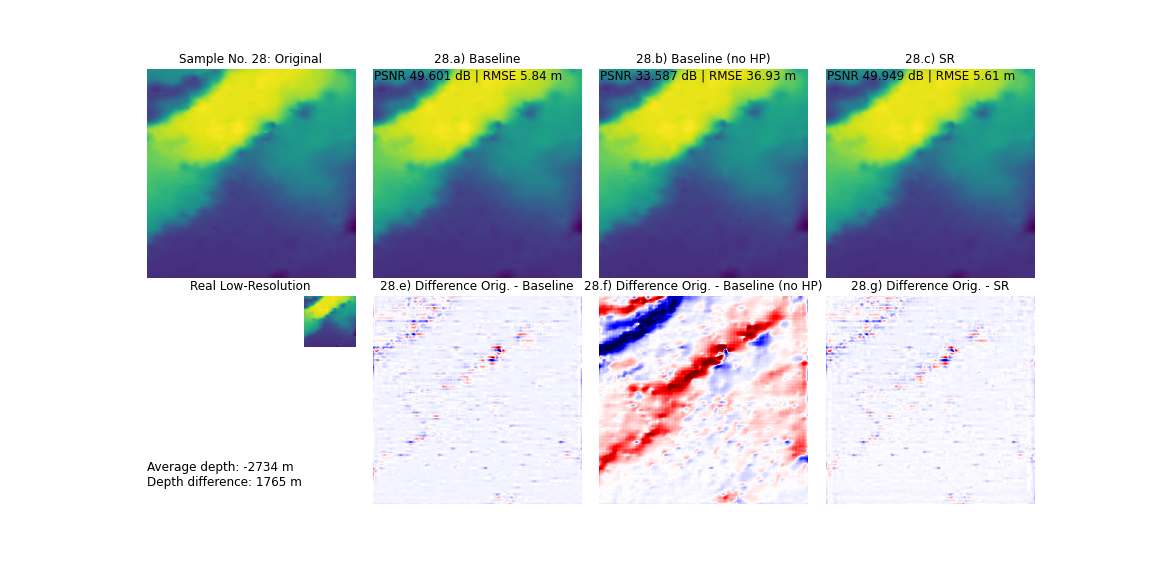 Sample No. 28: Original
28.a) Baseline
28.b) Baseline (no HP)
28.c) SR
PSNR 49.601 dB | RMSE 5.84 m
PSNR 33.587 dB | RMSE 36.93 m
PSNR 49.949 dB | RMSE 5.61 m
Real Low-Resolution
28.e) Difference Orig. - Baseline
28.f) Difference Orig. - Baseline (no HP)
28.g) Difference Orig. - SR
Average depth: -2734 m
Depth difference: 1765 m